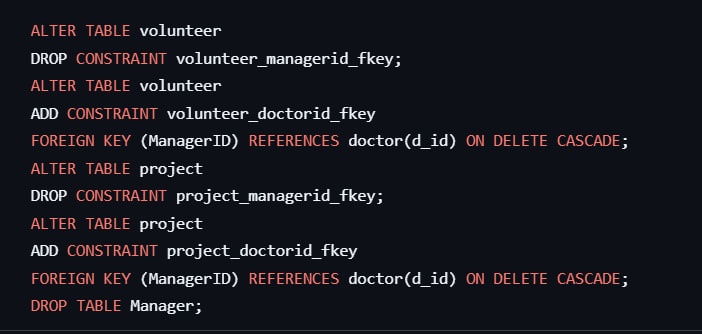 ALTER TABLE volunteer
DROP CONSTRAINT volunteer_managerid_fkey;
ALTER TABLE volunteer
ADD CONSTRAINT volunteer_doctorid_fkey
FOREIGN KEY (ManagerID) REFERENCES doctor(d_id) ON DELETE CASCADE;
ALTER TABLE project
DROP CONSTRAINT project_managerid_fkey;
ALTER TABLE project
ADD CONSTRAINT project_doctorid_fkey
FOREIGN KEY (ManagerID) REFERENCES doctor(d_id) ON DELETE CASCADE;
DROP TABLE Manager;